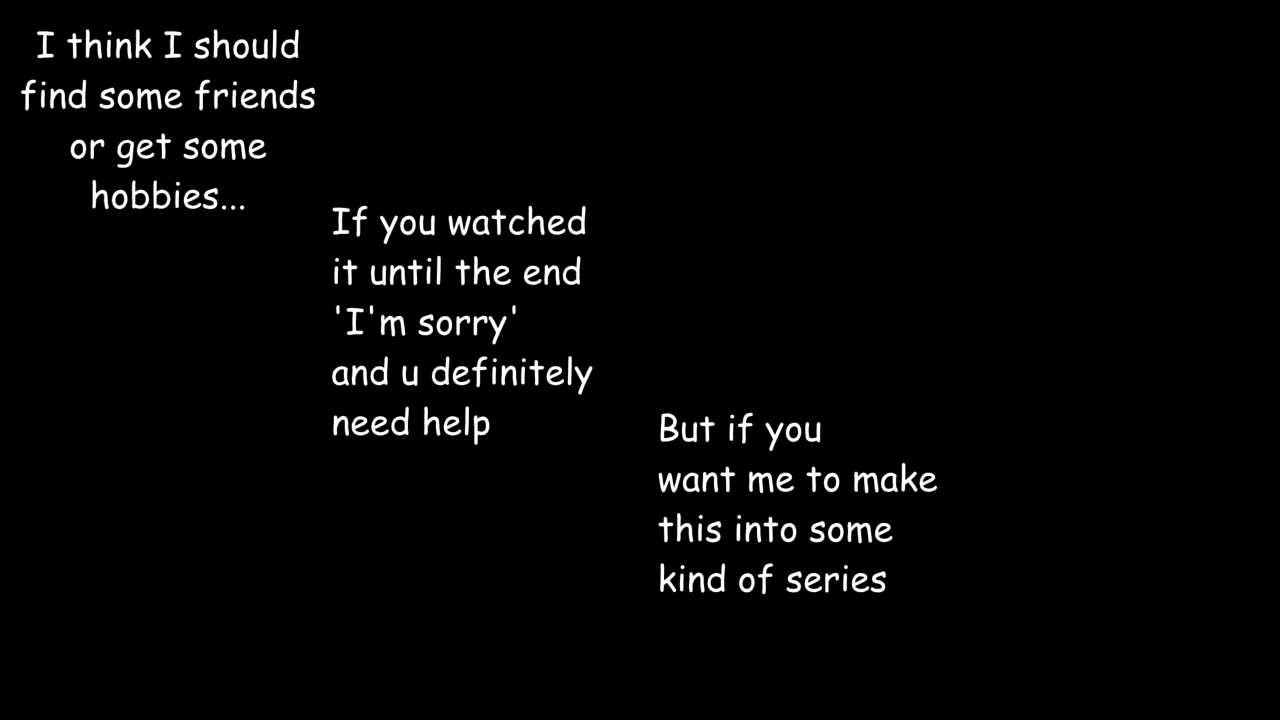 I think I should
find some friends
or get some
hobbies...
If you watched
it until the end
'I'm sorry'
and u definitely
need help
But if you
want me to make
this into some
kind of series